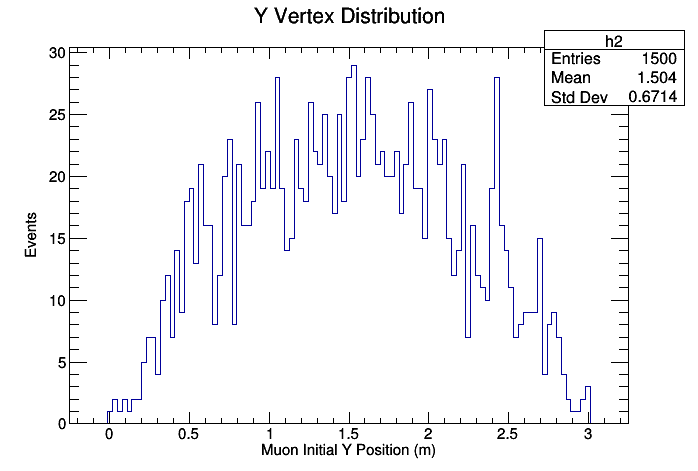 Y Vertex Distribution
h2
Entries 1500
Mean 1.504
Std Dev 0.6714
30
25
20
15
10
5
0
Events
0 0.5 1 1.5 2 2.5 3
Muon Initial Y Position (m)